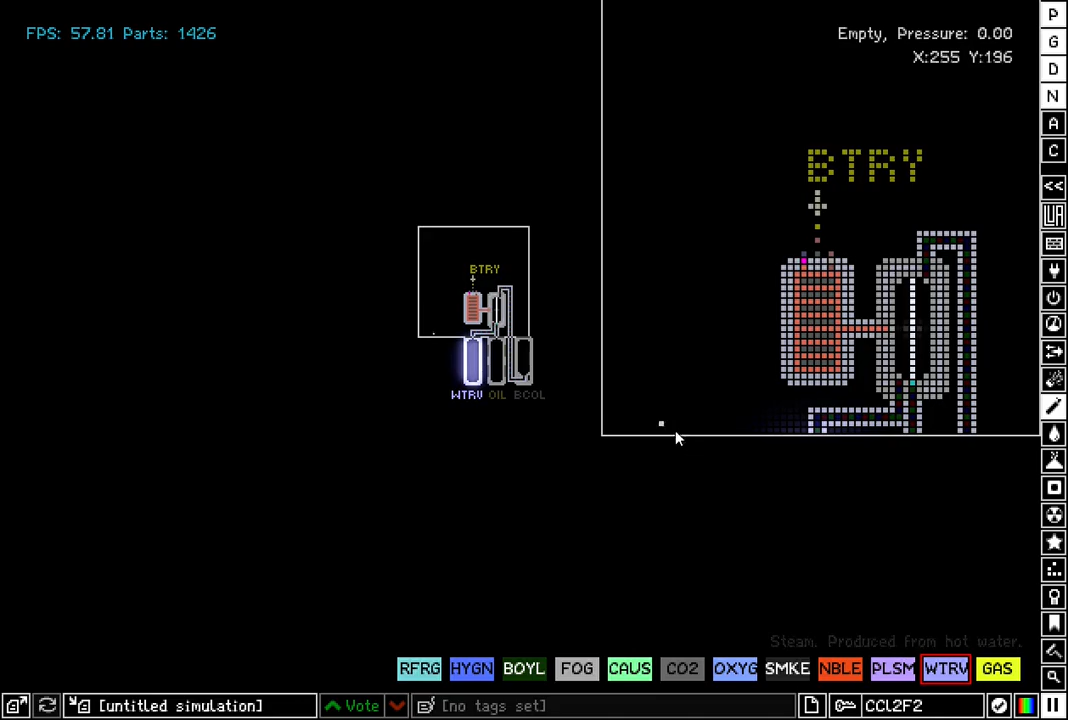 FPS: 57.81 Parts: 1426
Empty, Pressure: 0.00
X:255 Y:196
P
G
D
N
A
C
<<
LUA
BTRY
BTRY
WTRV OIL BCOL
Steam. Produced from hot water.
RFRG HYGN BOYL FOG CAUS CO2 OXYG SMKE NBLE PLSM WTRV GAS
[untitled simulation] Vote [no tags set] CCL2F2